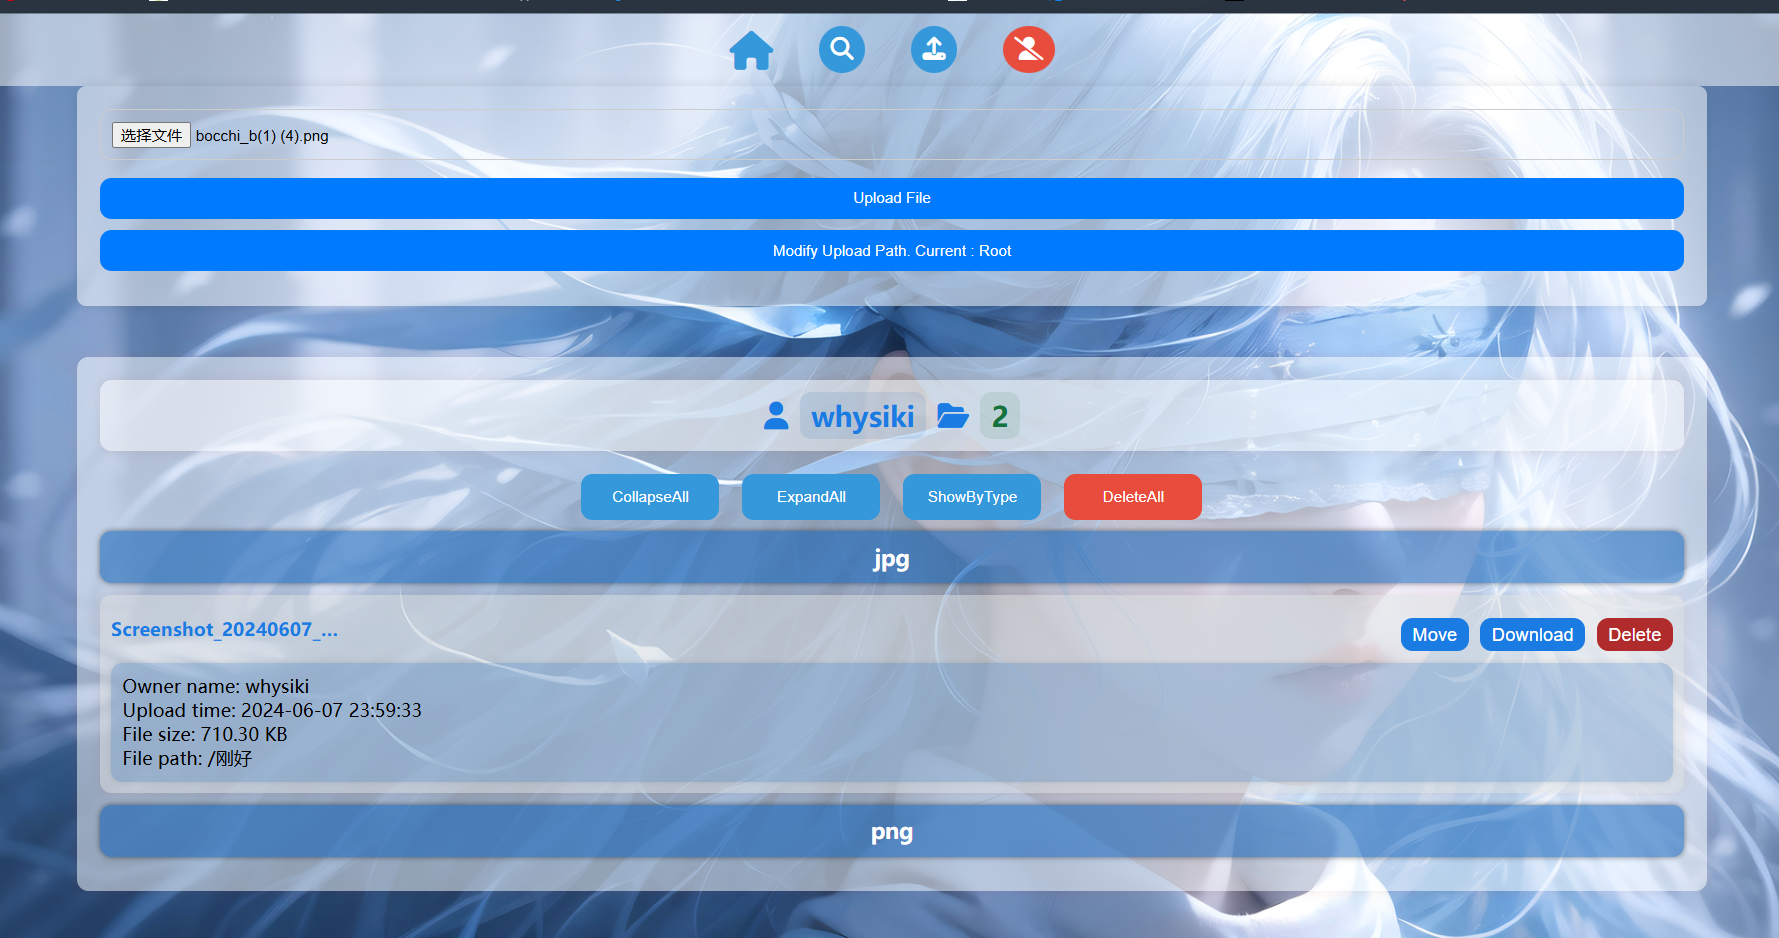 选择文件 bocchi_b(1) (4).png
Upload File
Modify Upload Path. Current : Root
whysiki 2
CollapseAll ExpandAll ShowByType DeleteAll
jpg
Screenshot_20240607_... Move Download Delete
Owner name: whysiki
Upload time: 2024-06-07 23:59:33
File size: 710.30 KB
File path: /刚好
png